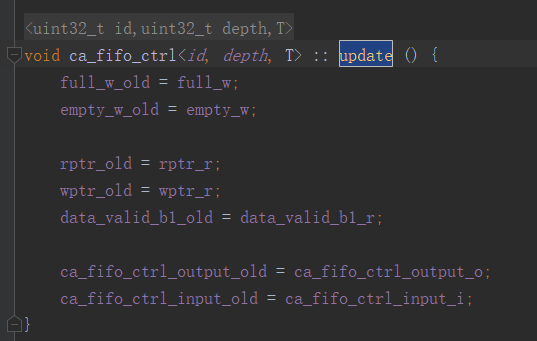 <uint32_t id,uint32_t depth,T>
void ca_fifo_ctrl<id, depth, T> :: update () {
full_w_old = full_w;
empty_w_old = empty_w;
rptr_old = rptr_r;
wptr_old = wptr_r;
data_valid_b1_old = data_valid_b1_r;
ca_fifo_ctrl_output_old = ca_fifo_ctrl_output_o;
ca_fifo_ctrl_input_old = ca_fifo_ctrl_input_i;
}